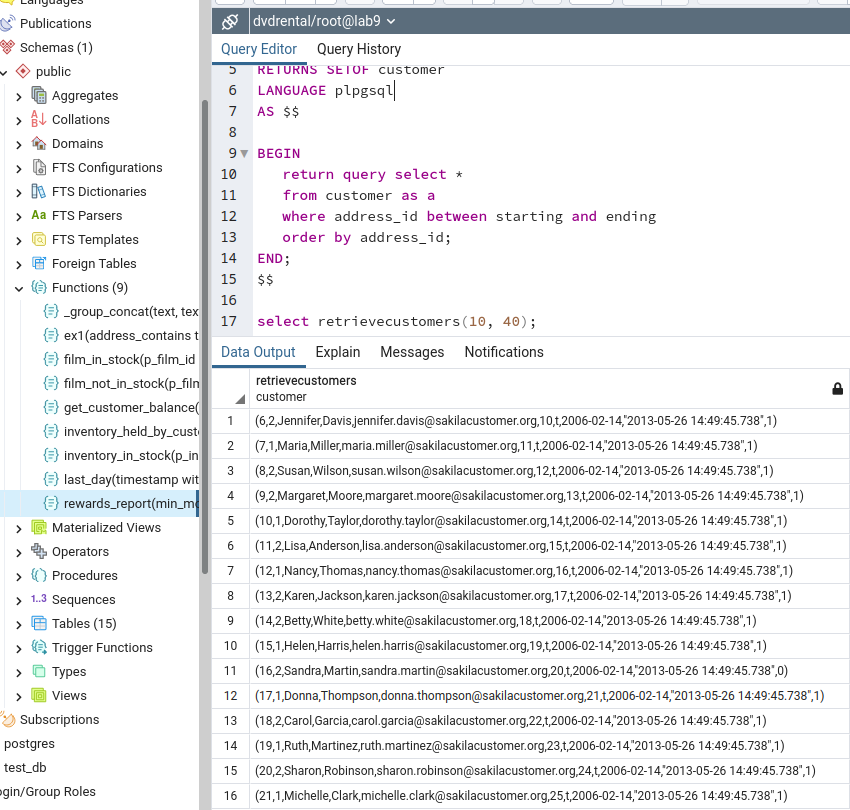 Languages
Publications
Schemas (1)
public
Aggregates
Collations
Domains
FTS Configurations
FTS Dictionaries
Aa FTS Parsers
FTS Templates
Foreign Tables
Functions (9)
_group_concat(text, tex
ex1(address_contains t
film_in_stock(p_film_id
film_not_in_stock(p_film
get_customer_balance(
inventory_held_by_custo
inventory_in_stock(p_in
last_day(timestamp wit
rewards_report(min_mo
Materialized Views
Operators
Procedures
1..3 Sequences
Tables (15)
Trigger Functions
Types
Views
Subscriptions
postgres
test_db
ogin/Group Roles
dvdrental/root@lab9
Query Editor Query History
5 RETURNS SETOF customer
6 LANGUAGE plpgsql
7 AS $$
8
9 BEGIN
10 return query select *
11 from customer as a
12 where address_id between starting and ending
13 order by address_id;
14 END;
15 $$
16
17 select retrievecustomers(10, 40);
Data Output Explain Messages Notifications
retrievecustomers
customer
1 (6,2,Jennifer,Davis,jennifer.davis@sakilacustomer.org,10,t,2006-02-14,"2013-05-26 14:49:45.738",1)
2 (7,1,Maria,Miller,maria.miller@sakilacustomer.org,11,t,2006-02-14,"2013-05-26 14:49:45.738",1)
3 (8,2,Susan,Wilson,susan.wilson@sakilacustomer.org,12,t,2006-02-14,"2013-05-26 14:49:45.738",1)
4 (9,2,Margaret,Moore,margaret.moore@sakilacustomer.org,13,t,2006-02-14,"2013-05-26 14:49:45.738",1)
5 (10,1,Dorothy,Taylor,dorothy.taylor@sakilacustomer.org,14,t,2006-02-14,"2013-05-26 14:49:45.738",1)
6 (11,2,Lisa,Anderson,lisa.anderson@sakilacustomer.org,15,t,2006-02-14,"2013-05-26 14:49:45.738",1)
7 (12,1,Nancy,Thomas,nancy.thomas@sakilacustomer.org,16,t,2006-02-14,"2013-05-26 14:49:45.738",1)
8 (13,2,Karen,Jackson,karen.jackson@sakilacustomer.org,17,t,2006-02-14,"2013-05-26 14:49:45.738",1)
9 (14,2,Betty,White,betty.white@sakilacustomer.org,18,t,2006-02-14,"2013-05-26 14:49:45.738",1)
10 (15,1,Helen,Harris,helen.harris@sakilacustomer.org,19,t,2006-02-14,"2013-05-26 14:49:45.738",1)
11 (16,2,Sandra,Martin,sandra.martin@sakilacustomer.org,20,t,2006-02-14,"2013-05-26 14:49:45.738",0)
12 (17,1,Donna,Thompson,donna.thompson@sakilacustomer.org,21,t,2006-02-14,"2013-05-26 14:49:45.738",1)
13 (18,2,Carol,Garcia,carol.garcia@sakilacustomer.org,22,t,2006-02-14,"2013-05-26 14:49:45.738",1)
14 (19,1,Ruth,Martinez,ruth.martinez@sakilacustomer.org,23,t,2006-02-14,"2013-05-26 14:49:45.738",1)
15 (20,2,Sharon,Robinson,sharon.robinson@sakilacustomer.org,24,t,2006-02-14,"2013-05-26 14:49:45.738",1)
16 (21,1,Michelle,Clark,michelle.clark@sakilacustomer.org,25,t,2006-02-14,"2013-05-26 14:49:45.738",1)